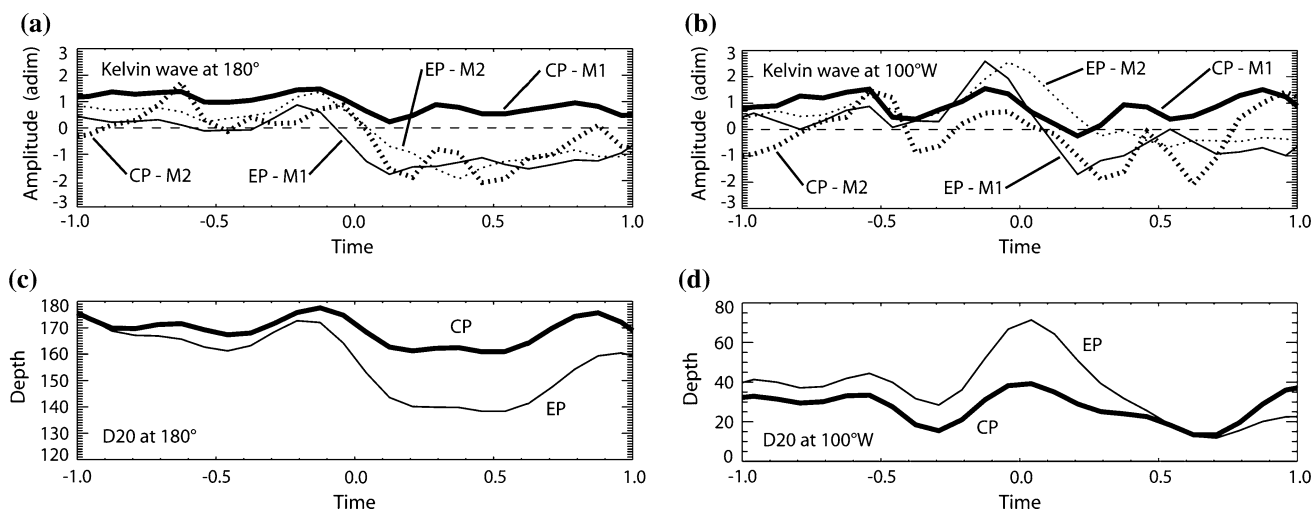 (a)
(b)
Kelvin wave at 180°
EP - M2
CP - M1
CP - M2
EP - M1
Amplitude (adim)
3
2
1
0
-1
-2
-3
-1.0 -0.5 0.0 0.5 1.0
Time
Kelvin wave at 100°W
EP - M2
CP - M1
CP - M2
EP - M1
Amplitude (adim)
3
2
1
0
-1
-2
-3
-1.0 -0.5 0.0 0.5 1.0
Time
(c)
(d)
CP
EP
D20 at 180°
Depth
180
170
160
150
140
130
120
-1.0 -0.5 0.0 0.5 1.0
Time
EP
CP
D20 at 100°W
Depth
80
60
40
20
0
-1.0 -0.5 0.0 0.5 1.0
Time